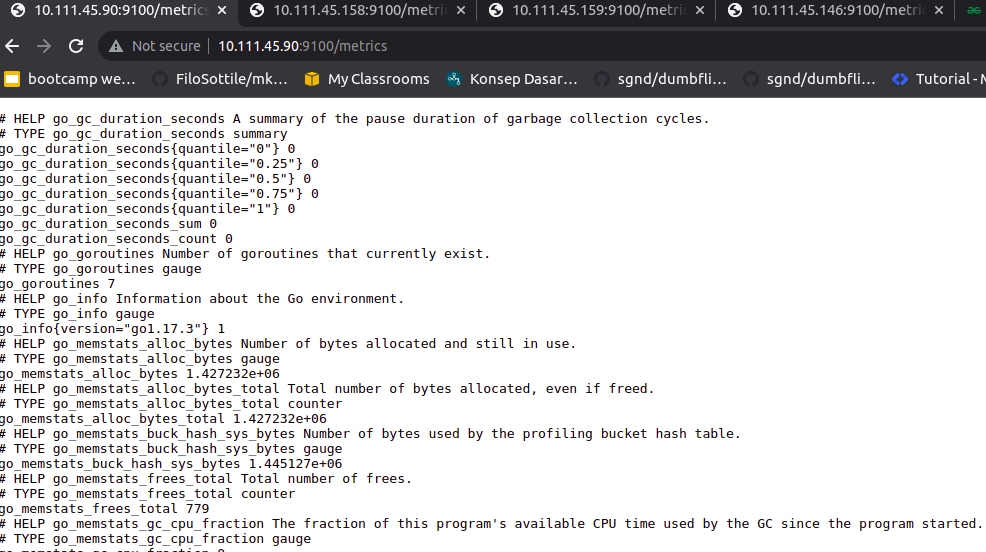 10.111.45.90:9100/metrics
10.111.45.158:9100/metri
10.111.45.159:9100/metri
10.111.45.146:9100/metri
Not secure
10.111.45.90:9100/metrics
bootcamp we...
FiloSottile/mk...
My Classrooms
Konsep Dasar...
sgnd/dumbfli...
sgnd/dumbfli...
Tutorial - M
# HELP go_gc_duration_seconds A summary of the pause duration of garbage collection cycles.
# TYPE go_gc_duration_seconds summary
go_gc_duration_seconds{quantile="0"} 0
go_gc_duration_seconds{quantile="0.25"} 0
go_gc_duration_seconds{quantile="0.5"} 0
go_gc_duration_seconds{quantile="0.75"} 0
go_gc_duration_seconds{quantile="1"} 0
go_gc_duration_seconds_sum 0
go_gc_duration_seconds_count 0
# HELP go_goroutines Number of goroutines that currently exist.
# TYPE go_goroutines gauge
go_goroutines 7
# HELP go_info Information about the Go environment.
# TYPE go_info gauge
go_info{version="go1.17.3"} 1
# HELP go_memstats_alloc_bytes Number of bytes allocated and still in use.
# TYPE go_memstats_alloc_bytes gauge
go_memstats_alloc_bytes 1.427232e+06
# HELP go_memstats_alloc_bytes_total Total number of bytes allocated, even if freed.
# TYPE go_memstats_alloc_bytes_total counter
go_memstats_alloc_bytes_total 1.427232e+06
# HELP go_memstats_buck_hash_sys_bytes Number of bytes used by the profiling bucket hash table.
# TYPE go_memstats_buck_hash_sys_bytes gauge
go_memstats_buck_hash_sys_bytes 1.445127e+06
# HELP go_memstats_frees_total Total number of frees.
# TYPE go_memstats_frees_total counter
go_memstats_frees_total 779
# HELP go_memstats_gc_cpu_fraction The fraction of this program's available CPU time used by the GC since the program started.
# TYPE go_memstats_gc_cpu_fraction gauge
go_memstats_gc_cpu_fraction 0